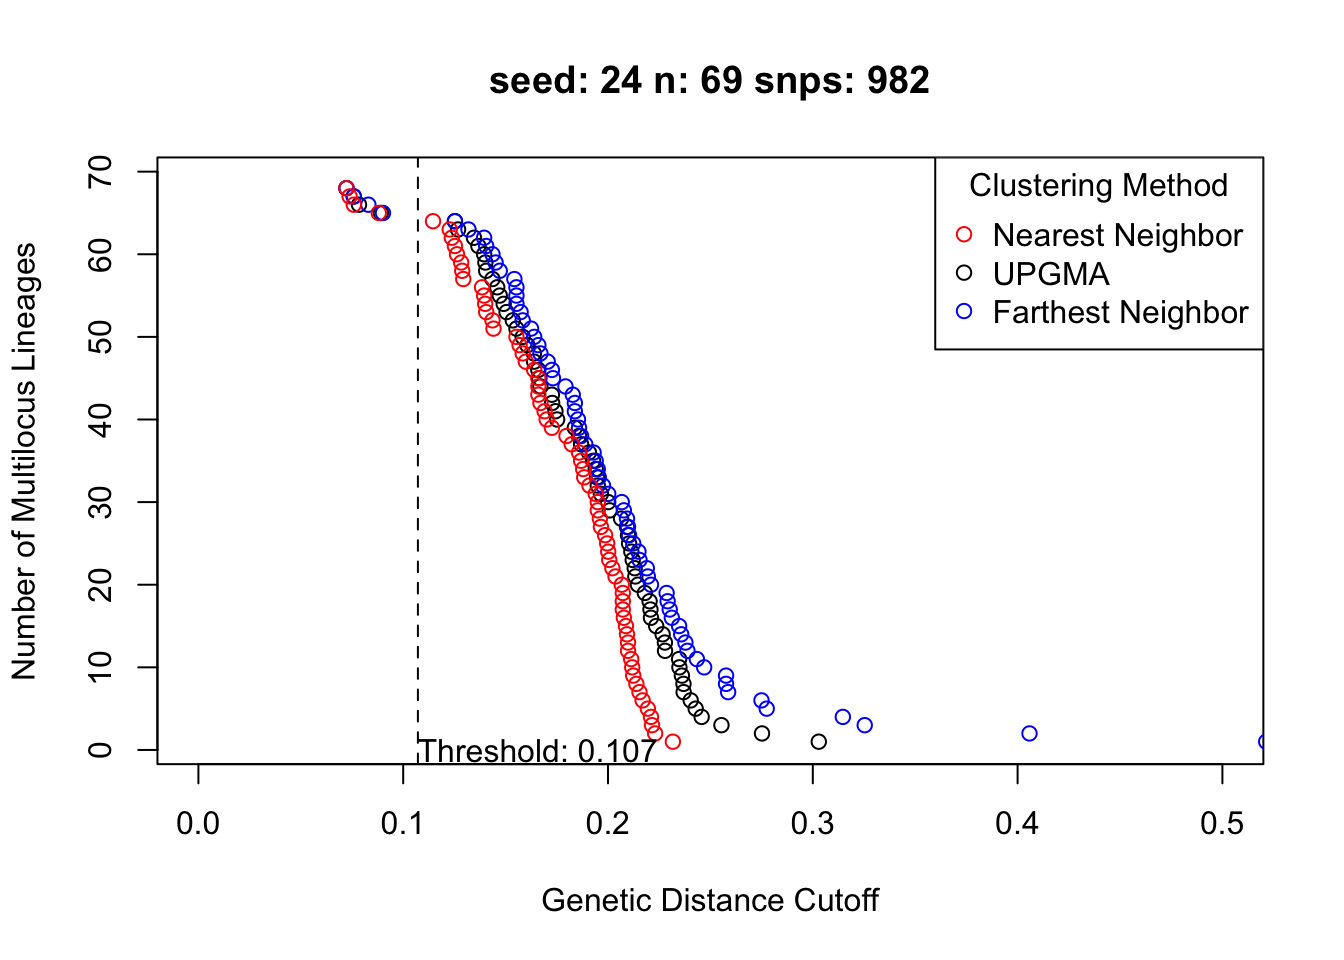 seed: 24 n: 69 snps: 982
Number of Multilocus Lineages
70
60
50
40
30
20
10
0
Clustering Method
Nearest Neighbor
UPGMA
Farthest Neighbor
Threshold: 0.107
0.0 0.1 0.2 0.3 0.4 0.5
Genetic Distance Cutoff